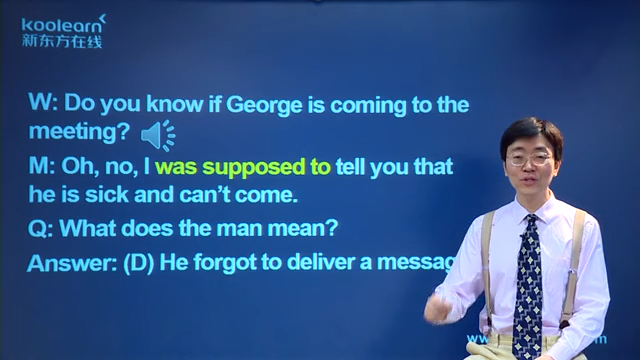 koolearn
新东方在线
W: Do you know if George is coming to the
meeting?
M: Oh, no, I was supposed to tell you that
he is sick and can't come.
Q: What does the man mean?
Answer: (D) He forgot to deliver a